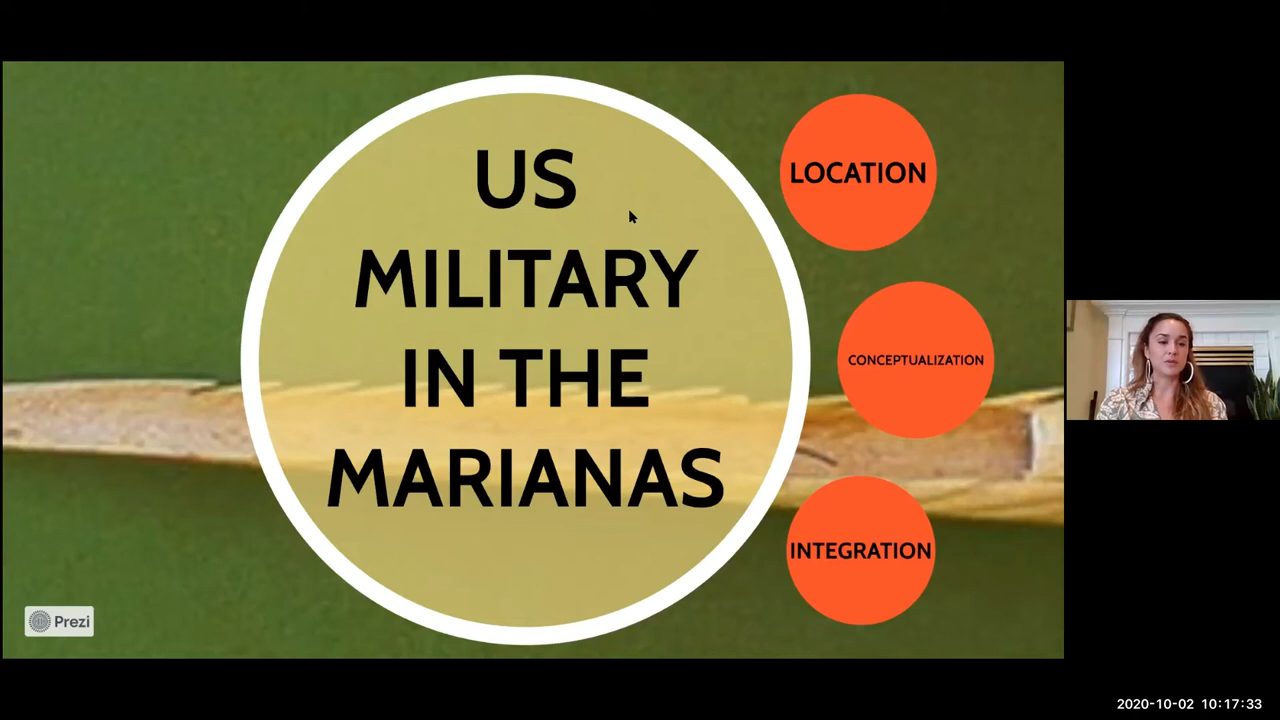 US
MILITARY
IN THE
MARIANAS
LOCATION
CONCEPTUALIZATION
INTEGRATION
Prezi
2020-10-02 10:17:33